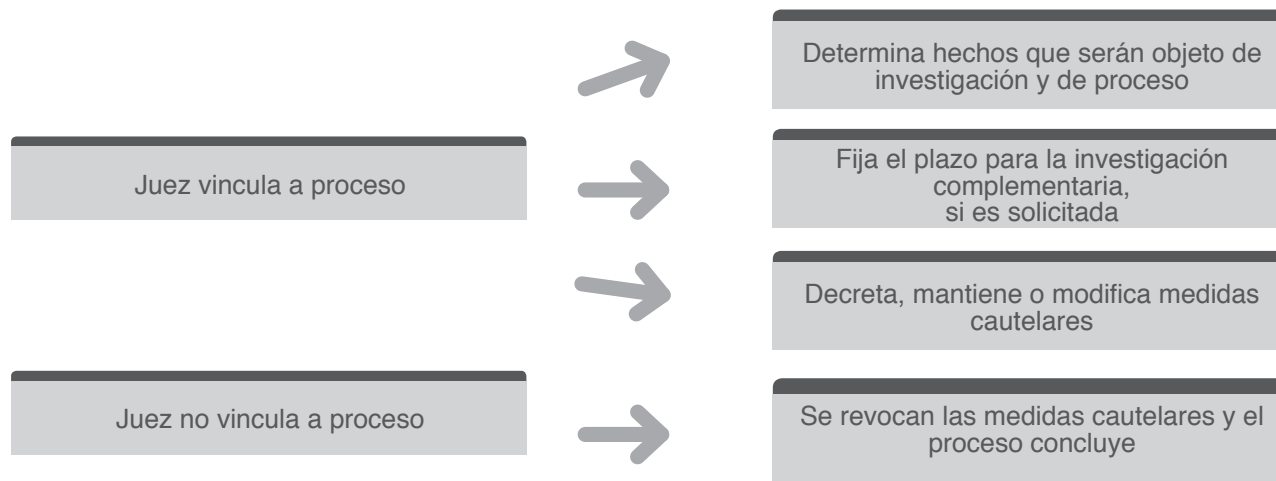 Determina hechos que serán objeto de
investigación y de proceso
Juez vincula a proceso
Fija el plazo para la investigación
complementaria,
si es solicitada
Decreta, mantiene o modifica medidas
cautelares
Juez no vincula a proceso
Se revocan las medidas cautelares y el
proceso concluye